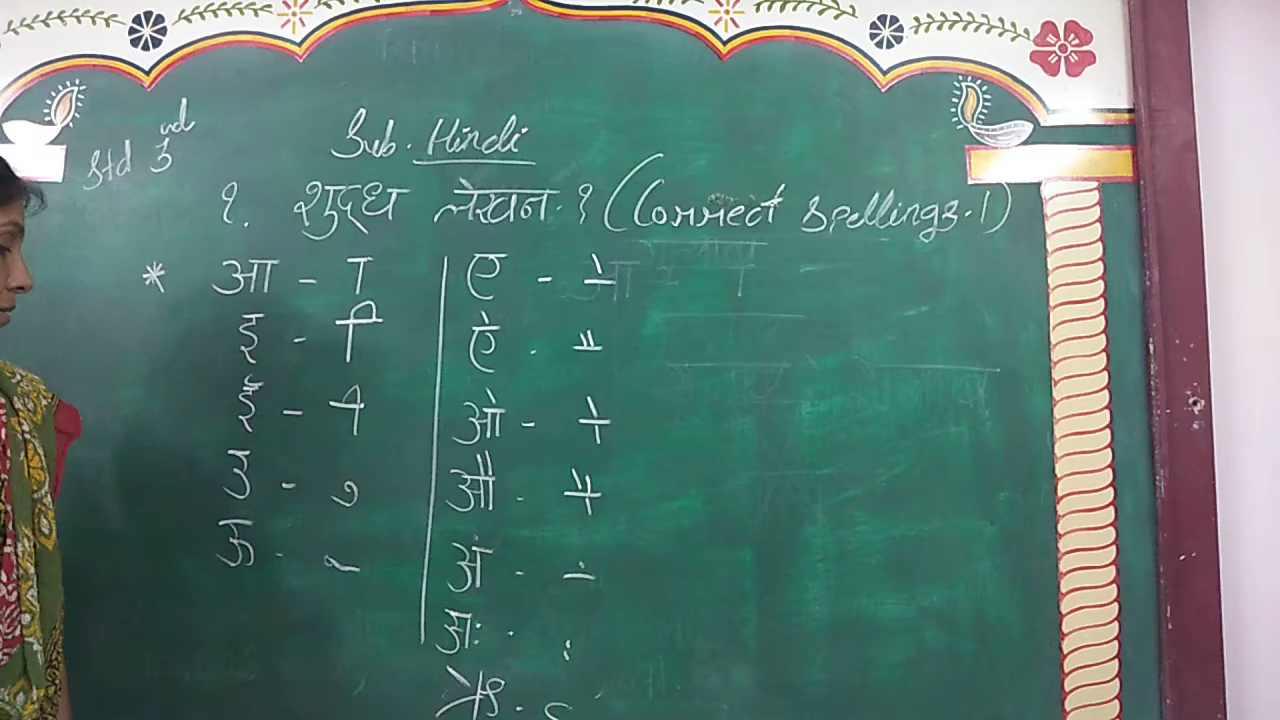 Std 3rd
Sub. Hindi
१. शुद्ध लेखन. १ (Correct spellings. 1)
* आ - ा
इ - ि
ई - ी
उ - ु
ऊ - ू
ए - े
ऐ - ै
ओ - ो
औ - ौ
अं - ं
अः - ः
ऋ - ृ